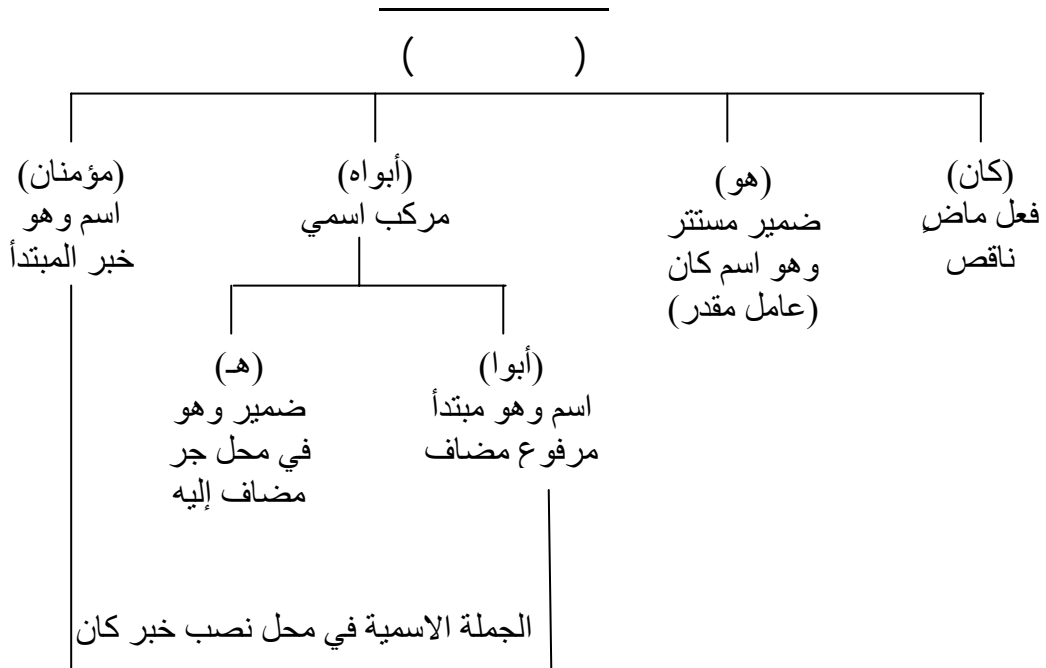 ( )
(كان)
فعل ماضٍ
ناقص
(هو)
ضمير مستتر
وهو اسم كان
(عامل مقدر)
(أبواه)
مركب اسمي
(مؤمنان)
اسم وهو
خبر المبتدأ
(أبوا)
اسم وهو مبتدأ
مرفوع مضاف
(هـ)
ضمير وهو
في محل جر
مضاف إليه
الجملة الاسمية في محل نصب خبر كان